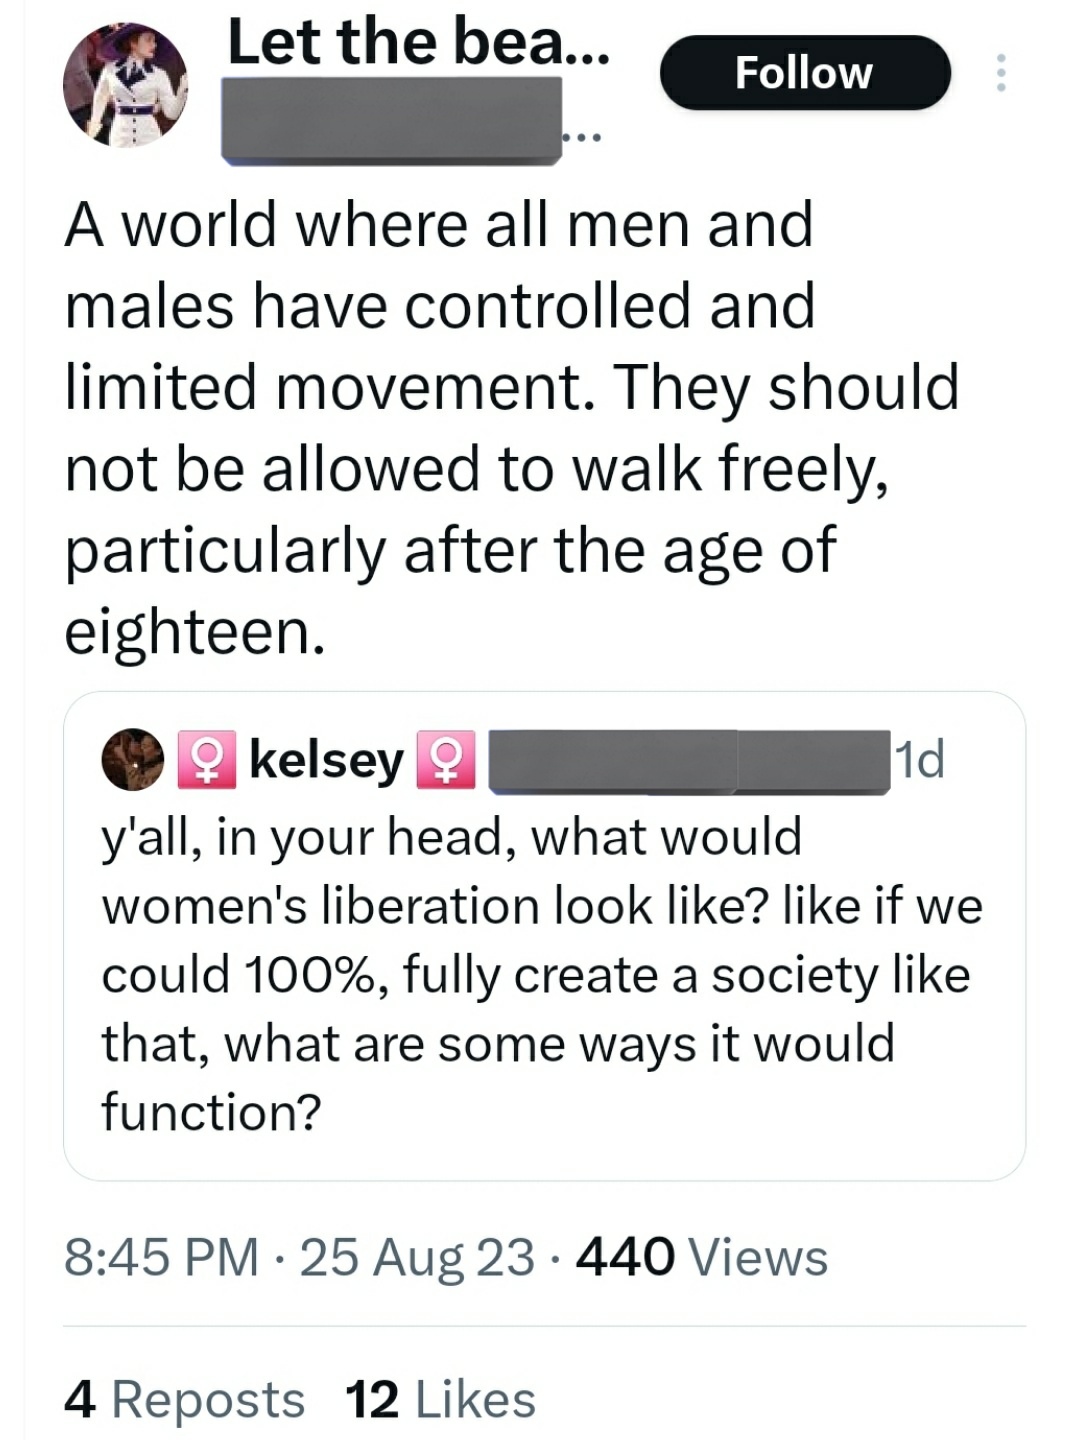 Let the bea...
Follow
...
A world where all men and
males have controlled and
limited movement. They should
not be allowed to walk freely,
particularly after the age of
eighteen.
♀ kelsey ♀ 1d
y'all, in your head, what would
women's liberation look like? like if we
could 100%, fully create a society like
that, what are some ways it would
function?
8:45 PM · 25 Aug 23 · 440 Views
4 Reposts 12 Likes